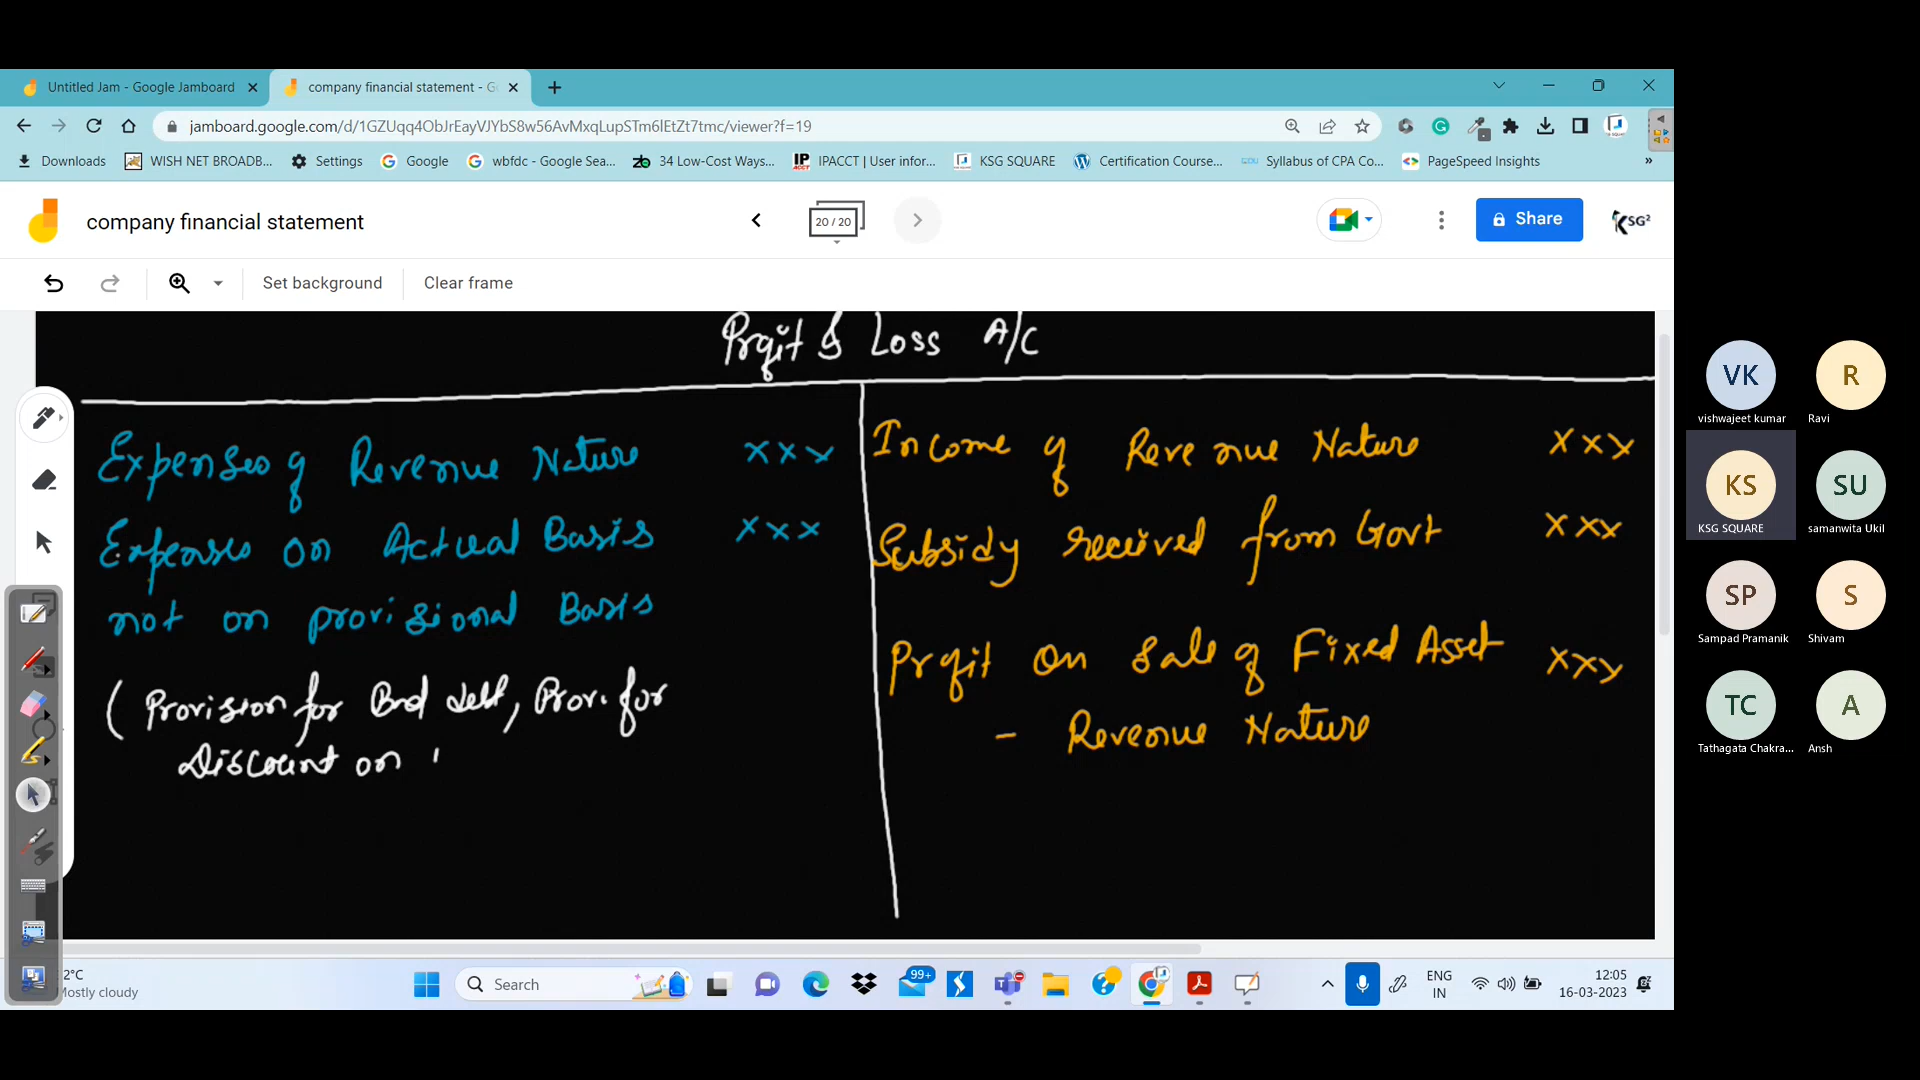 Untitled Jam - Google Jamboard
company financial statement - G
jamboard.google.com/d/1GZUqq4ObJrEayVJYbS8w56AvMxqLupSTm6lEtZt7tmc/viewer?f=19
Downloads
WISH NET BROADB...
Settings
Google
wbfdc - Google Sea...
34 Low-Cost Ways...
IPACCT | User infor...
KSG SQUARE
Certification Course...
Syllabus of CPA Co...
PageSpeed Insights
»
company financial statement
20 / 20
Share
KSG²
Set background
Clear frame
Profit & Loss A/C
Expenses of Revenue Nature xxx
Expenses on Actual Basis xxx
not on provisional Basis
(Provision for Bad debt, Prov. for
Discount on
Income of Revenue Nature xxx
Subsidy received from Govt xxx
Profit on Sale of Fixed Asset xxx
- Revenue Nature
VK
vishwajeet kumar
R
Ravi
KS
KSG SQUARE
SU
samanwita Ukil
SP
Sampad Pramanik
S
Shivam
TC
Tathagata Chakra...
A
Ansh
2°C
Mostly cloudy
Search
99+
ENG
IN
12:05
16-03-2023